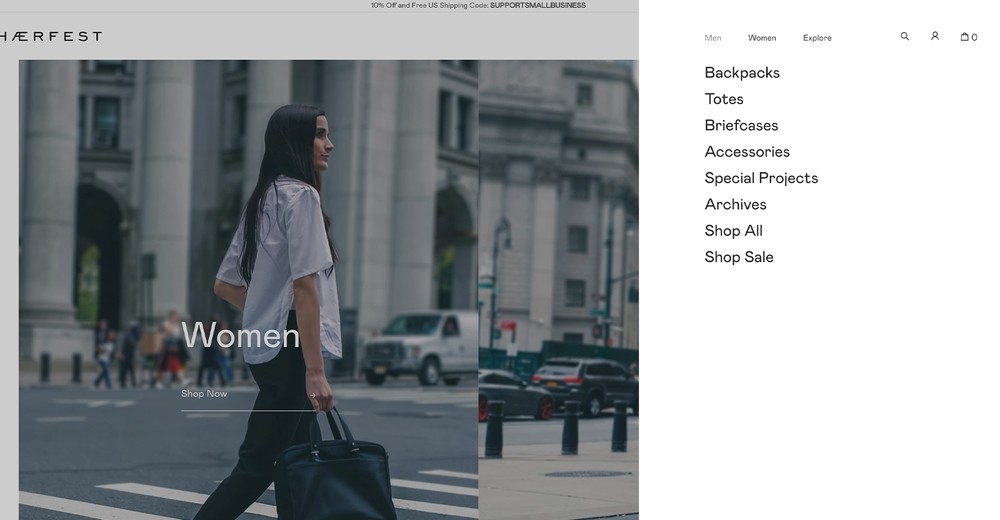 10% Off and Free US Shipping Code: SUPPORTSMALLBUSINESS
HÆRFEST
Men Women Explore 0
Backpacks
Totes
Briefcases
Accessories
Special Projects
Archives
Shop All
Shop Sale
Women
Shop Now →